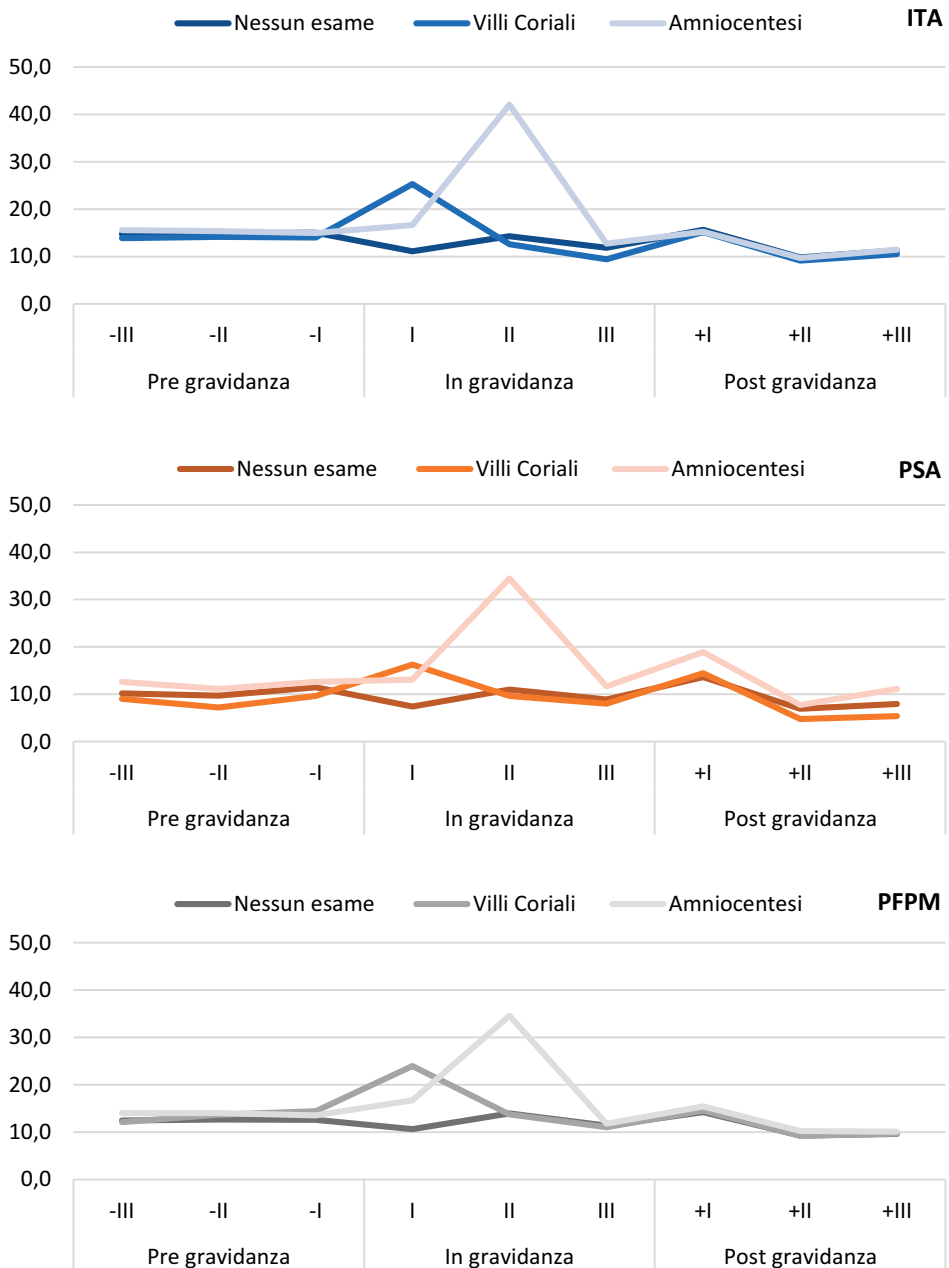 Nessun esame Villi Coriali Amniocentesi ITA
50,0
40,0
30,0
20,0
10,0
0,0
-III -II -I I II III +I +II +III
Pre gravidanza In gravidanza Post gravidanza
Nessun esame Villi Coriali Amniocentesi PSA
50,0
40,0
30,0
20,0
10,0
0,0
-III -II -I I II III +I +II +III
Pre gravidanza In gravidanza Post gravidanza
Nessun esame Villi Coriali Amniocentesi PFPM
50,0
40,0
30,0
20,0
10,0
0,0
-III -II -I I II III +I +II +III
Pre gravidanza In gravidanza Post gravidanza